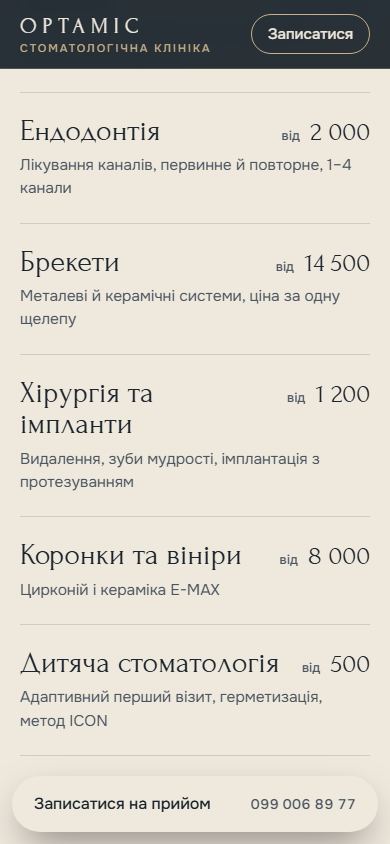 ОРТАМІС
СТОМАТОЛОГІЧНА КЛІНІКА
Записатися
Ендодонтія
від 2 000
Лікування каналів, первинне й повторне, 1–4
канали
Брекети
від 14 500
Металеві й керамічні системи, ціна за одну
щелепу
Хірургія та
імпланти
від 1 200
Видалення, зуби мудрості, імплантація з
протезуванням
Коронки та вініри
від 8 000
Цирконій і кераміка E-MAX
Дитяча стоматологія
від 500
Адаптивний перший візит, герметизація,
метод ICON
Записатися на прийом
099 006 89 77